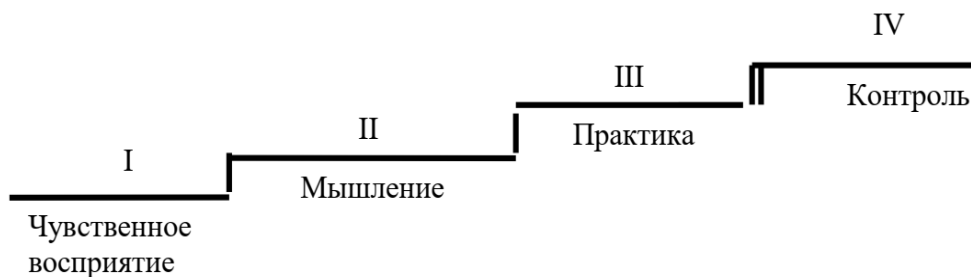 I
Чувственное
восприятие
II
Мышление
III
Практика
IV
Контроль